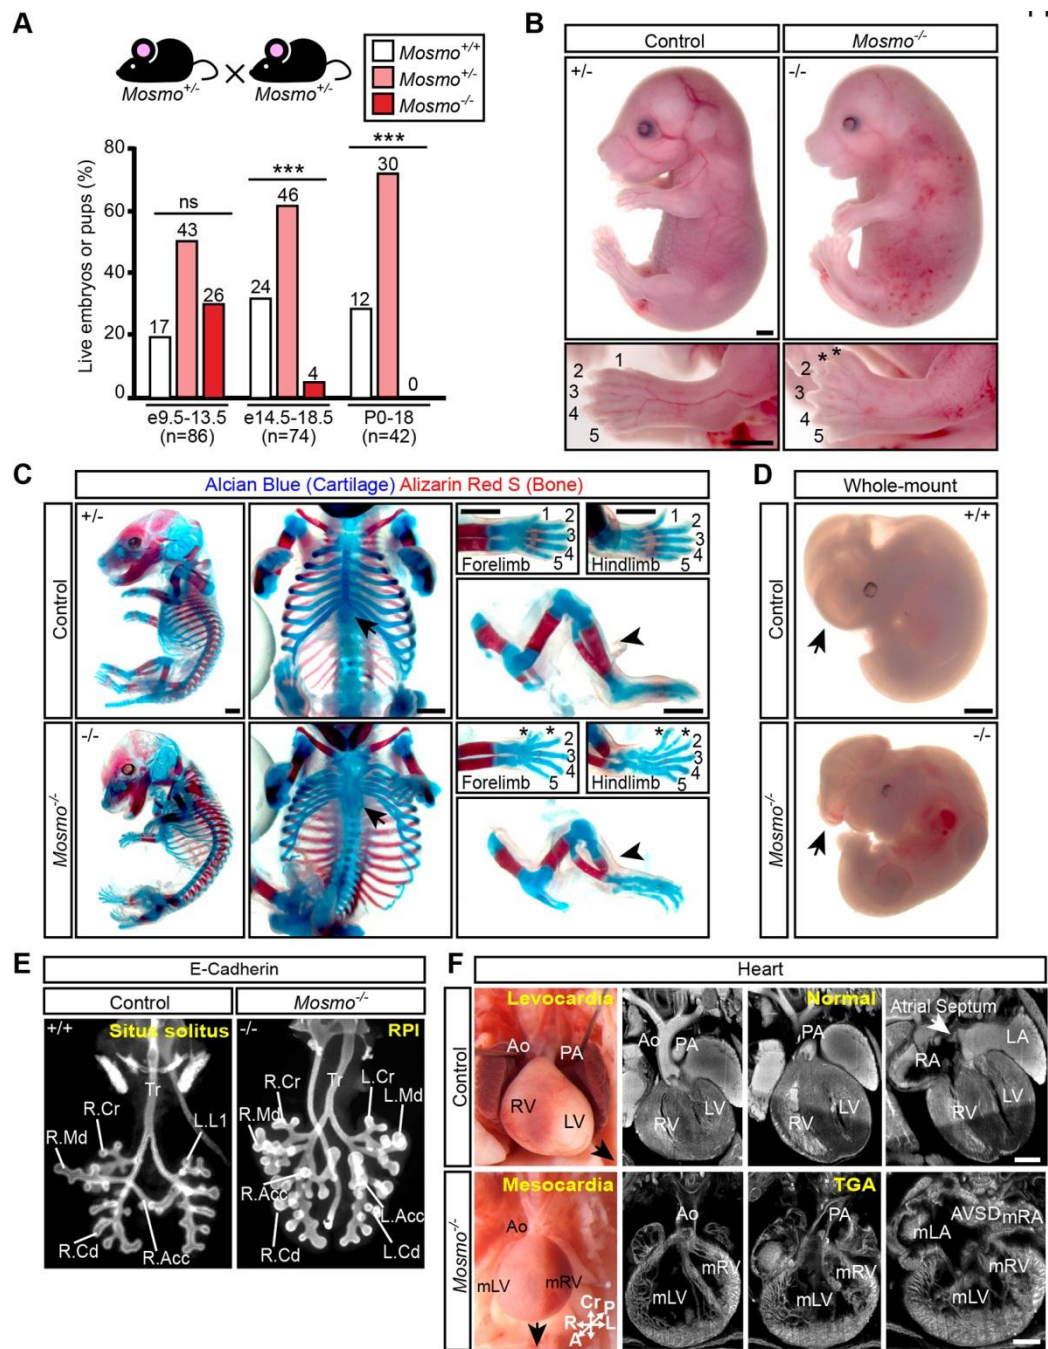 A
Mosmo+/-
Mosmo+/-
Mosmo+/+
Mosmo+/-
Mosmo-/-
Live embryos or pups (%)
80
60
40
20
0
ns
***
***
17
43
26
24
46
4
12
30
0
e9.5-13.5
(n=86)
e14.5-18.5
(n=74)
P0-18
(n=42)
B
Control
Mosmo-/-
+/-
-/-
1
2
3
4
5
* *
2
3
4
5
C
Alcian Blue (Cartilage) Alizarin Red S (Bone)
Control
+/-
1
2
3
4
5
Forelimb
1
2
3
4
5
Hindlimb
Mosmo-/-
-/-
* *
2
3
4
5
Forelimb
* *
2
3
4
5
Hindlimb
D
Whole-mount
Control
+/+
Mosmo-/-
-/-
E
E-Cadherin
Control
Mosmo-/-
+/+
Situs solitus
Tr
R.Cr
R.Md
L.L1
R.Cd
R.Acc
-/-
RPI
Tr
R.Cr
L.Cr
R.Md
L.Md
R.Acc
L.Acc
R.Cd
L.Cd
F
Heart
Control
Levocardia
Ao
PA
RV
LV
Ao
PA
RV
LV
Normal
PA
RV
LV
Atrial Septum
LA
RA
RV
LV
Mosmo-/-
Mesocardia
Ao
mLV
mRV
Cr
P
R
L
A
Ao
mRV
mLV
TGA
PA
mRV
mLV
AVSD
mRA
mLA
mRV
mLV